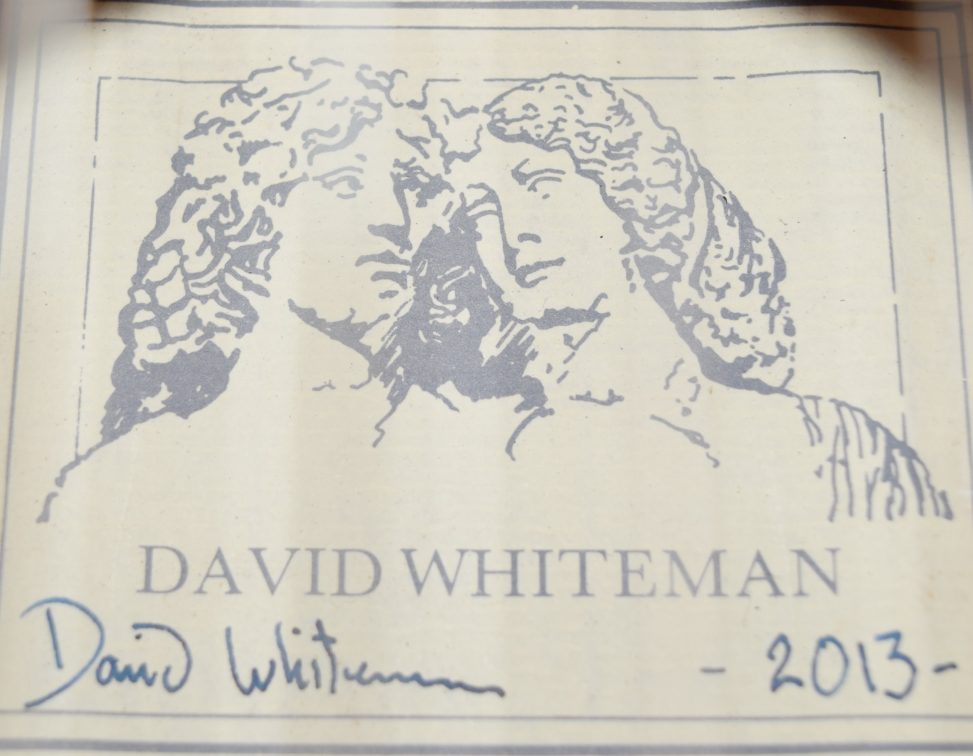 DAVID WHITEMAN
David Whiteman - 2013 -